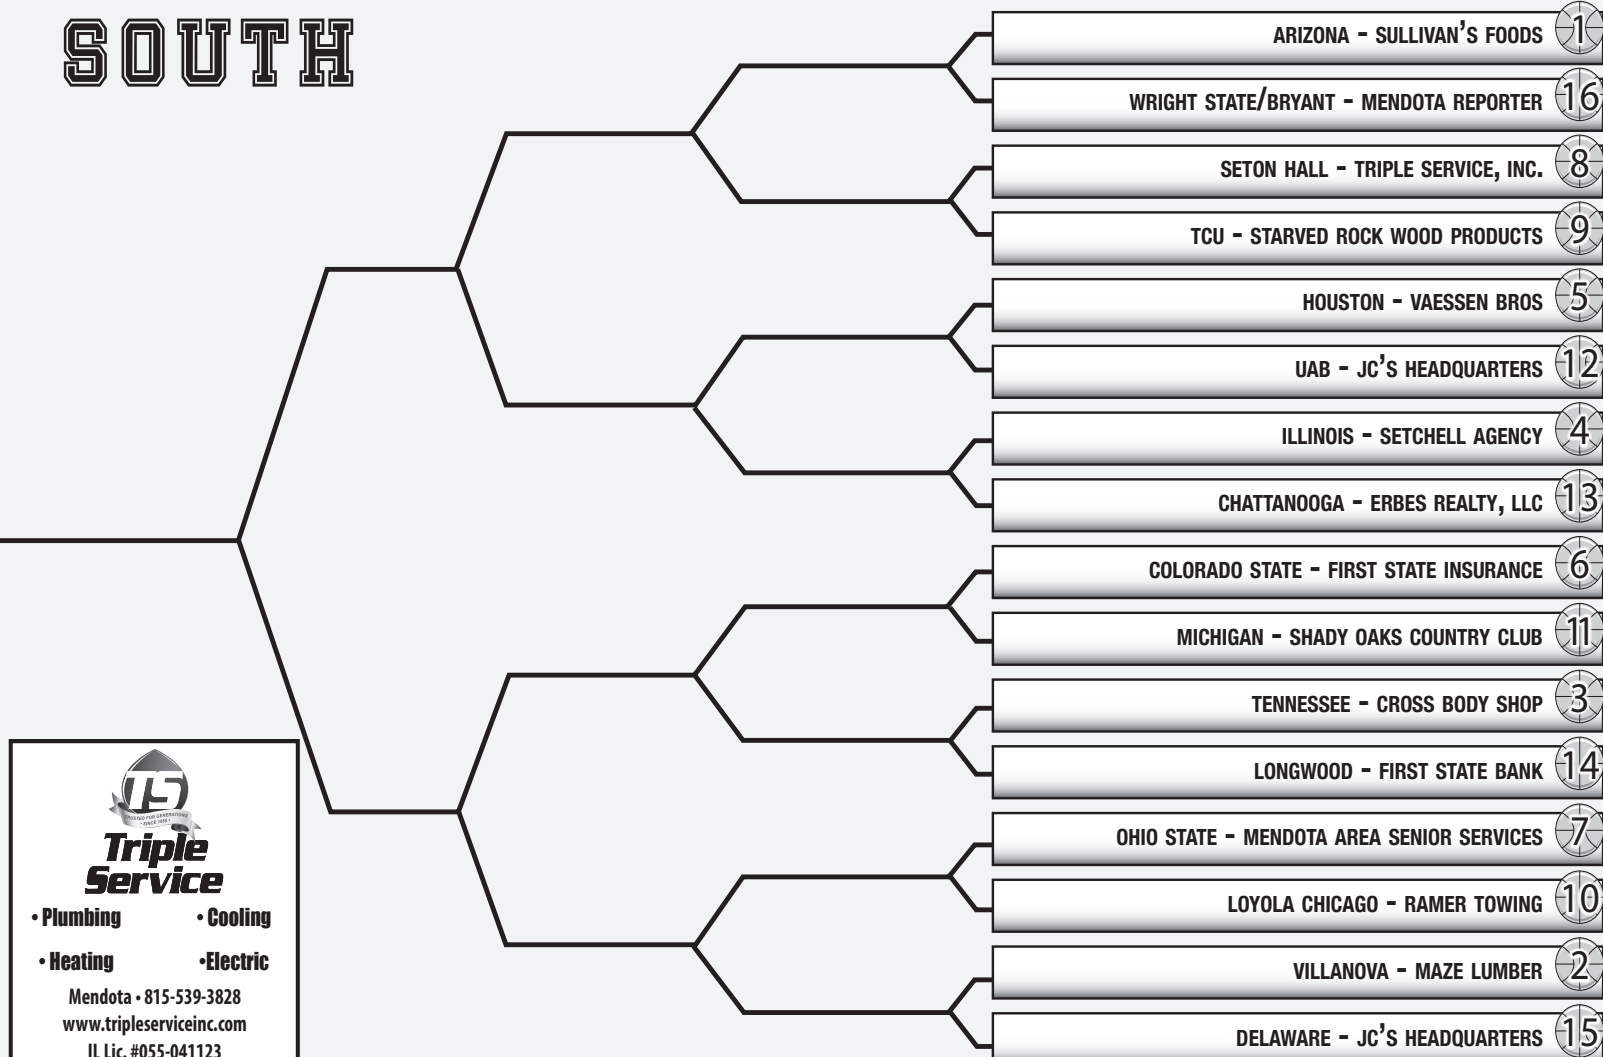 SOUTH
ARIZONA - SULLIVAN'S FOODS 1
WRIGHT STATE/BRYANT - MENDOTA REPORTER 16
SETON HALL - TRIPLE SERVICE, INC. 8
TCU - STARVED ROCK WOOD PRODUCTS 9
HOUSTON - VAESSEN BROS 5
UAB - JC'S HEADQUARTERS 12
ILLINOIS - SETCHELL AGENCY 4
CHATTANOOGA - ERBES REALTY, LLC 13
COLORADO STATE - FIRST STATE INSURANCE 6
MICHIGAN - SHADY OAKS COUNTRY CLUB 11
TENNESSEE - CROSS BODY SHOP 3
LONGWOOD - FIRST STATE BANK 14
OHIO STATE - MENDOTA AREA SENIOR SERVICES 7
LOYOLA CHICAGO - RAMER TOWING 10
VILLANOVA - MAZE LUMBER 2
DELAWARE - JC'S HEADQUARTERS 15
TS
TRUSTED FOR GENERATIONS
Triple
Service
• Plumbing • Cooling
• Heating •Electric
Mendota • 815-539-3828
www.tripleserviceinc.com
IL Lic. #055-041123